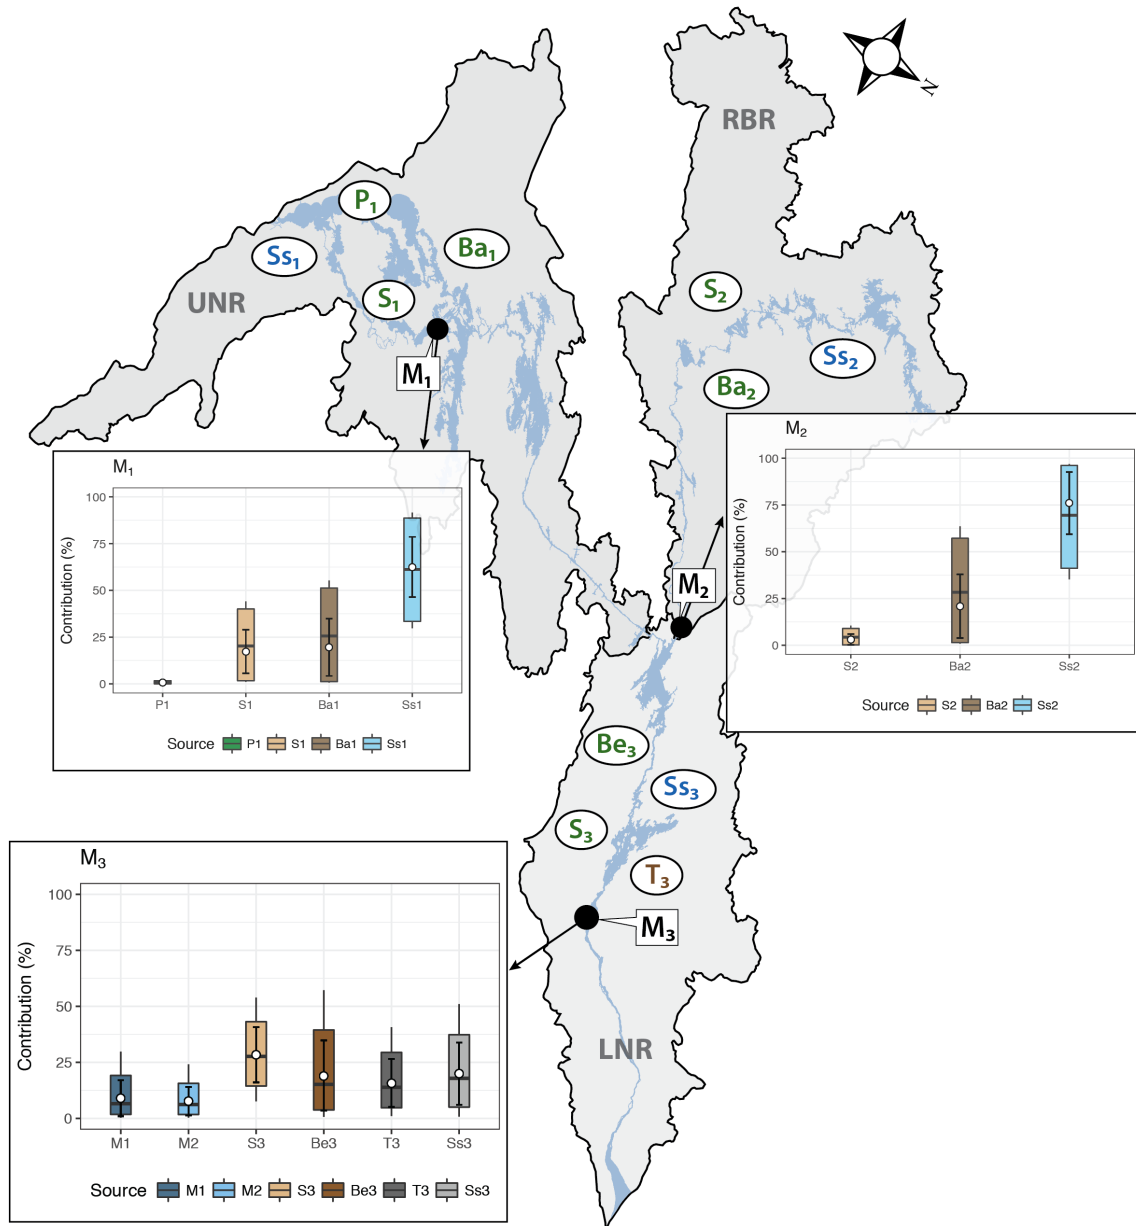 N
RBR
P₁
Ss₁
Ba₁
UNR
S₁
S₂
Ss₂
M₁
Ba₂
M₁
100
75
50
25
0
Contribution (%)
P1 S1 Ba1 Ss1
Source P1 S1 Ba1 Ss1
M₂
100
75
50
25
0
Contribution (%)
S2 Ba2 Ss2
Source S2 Ba2 Ss2
M₂
Be₃
Ss₃
S₃
T₃
M₃
LNR
M₃
100
75
50
25
0
Contribution (%)
M1 M2 S3 Be3 T3 Ss3
Source M1 M2 S3 Be3 T3 Ss3